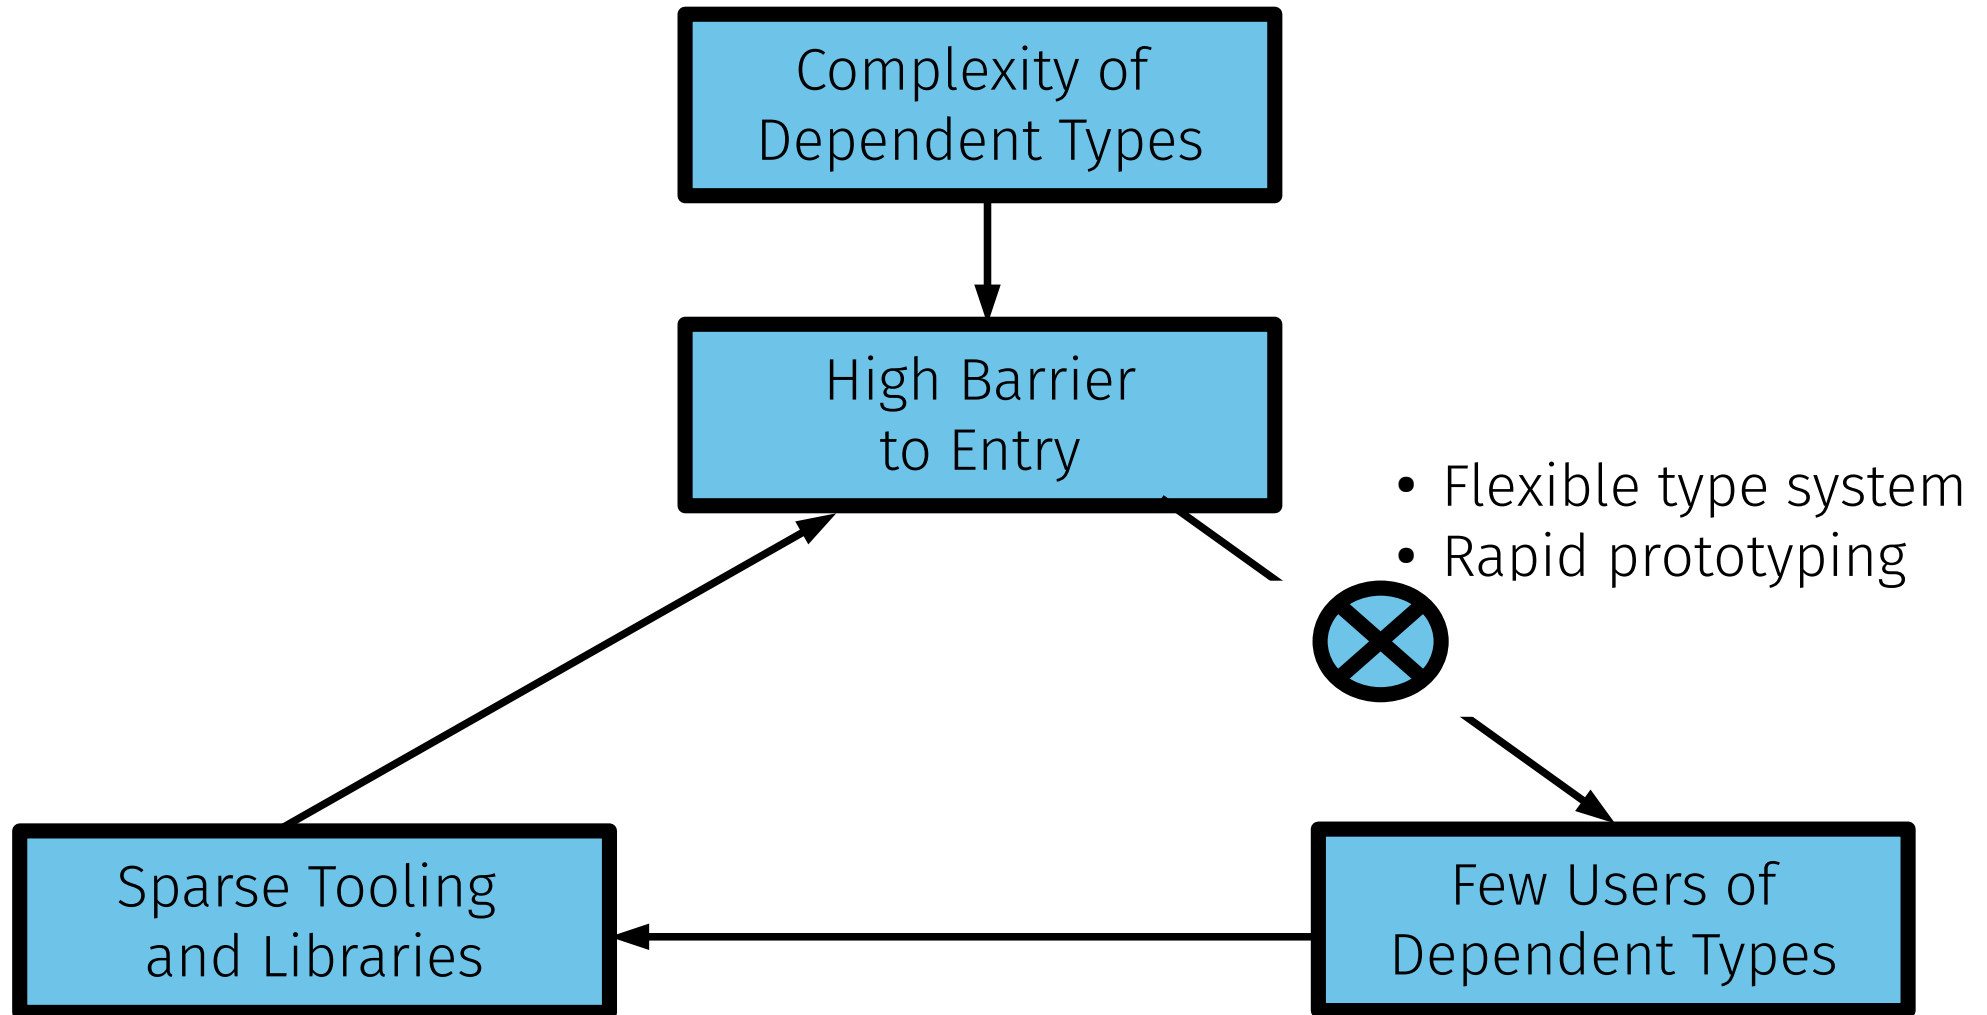 Complexity of
Dependent Types
High Barrier
to Entry
• Flexible type system
• Rapid prototyping
Sparse Tooling
and Libraries
Few Users of
Dependent Types